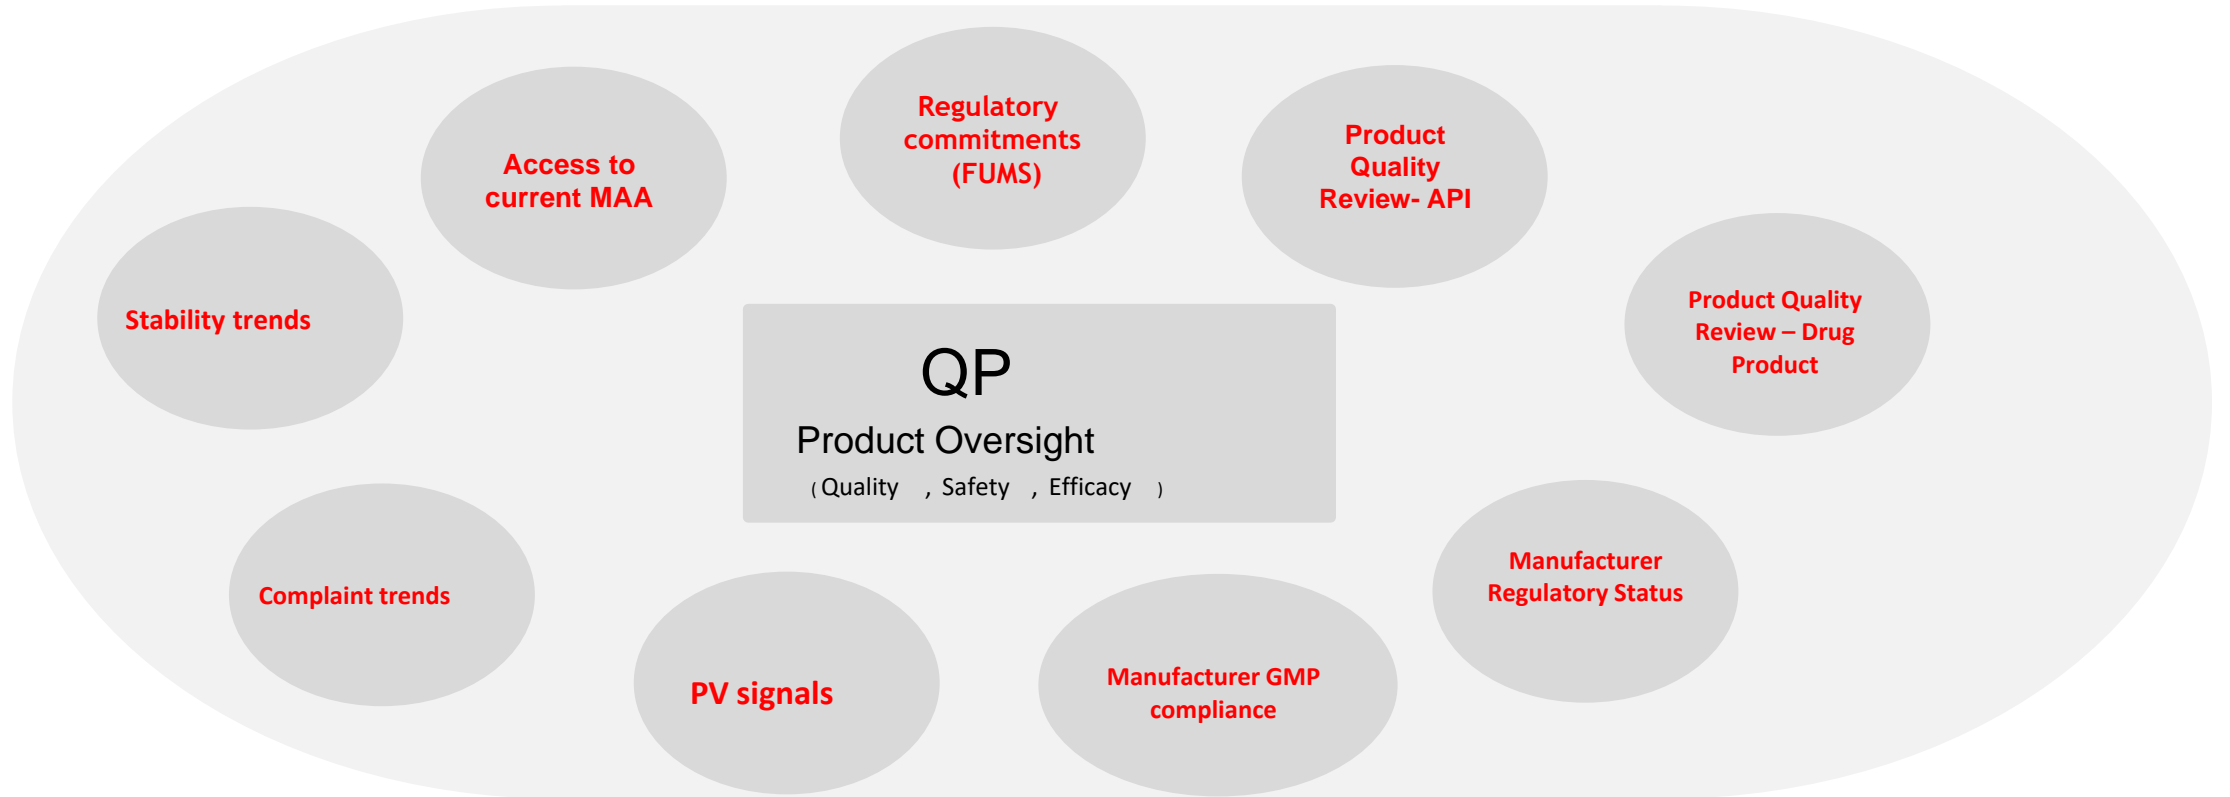 Regulatory
commitments
(FUMS)
Product
Quality
Review- API
Access to
current MAA
Product Quality
Review – Drug
Product
Stability trends
QP
Product Oversight
( Quality , Safety , Efficacy )
Manufacturer
Regulatory Status
Complaint trends
Manufacturer GMP
compliance
PV signals